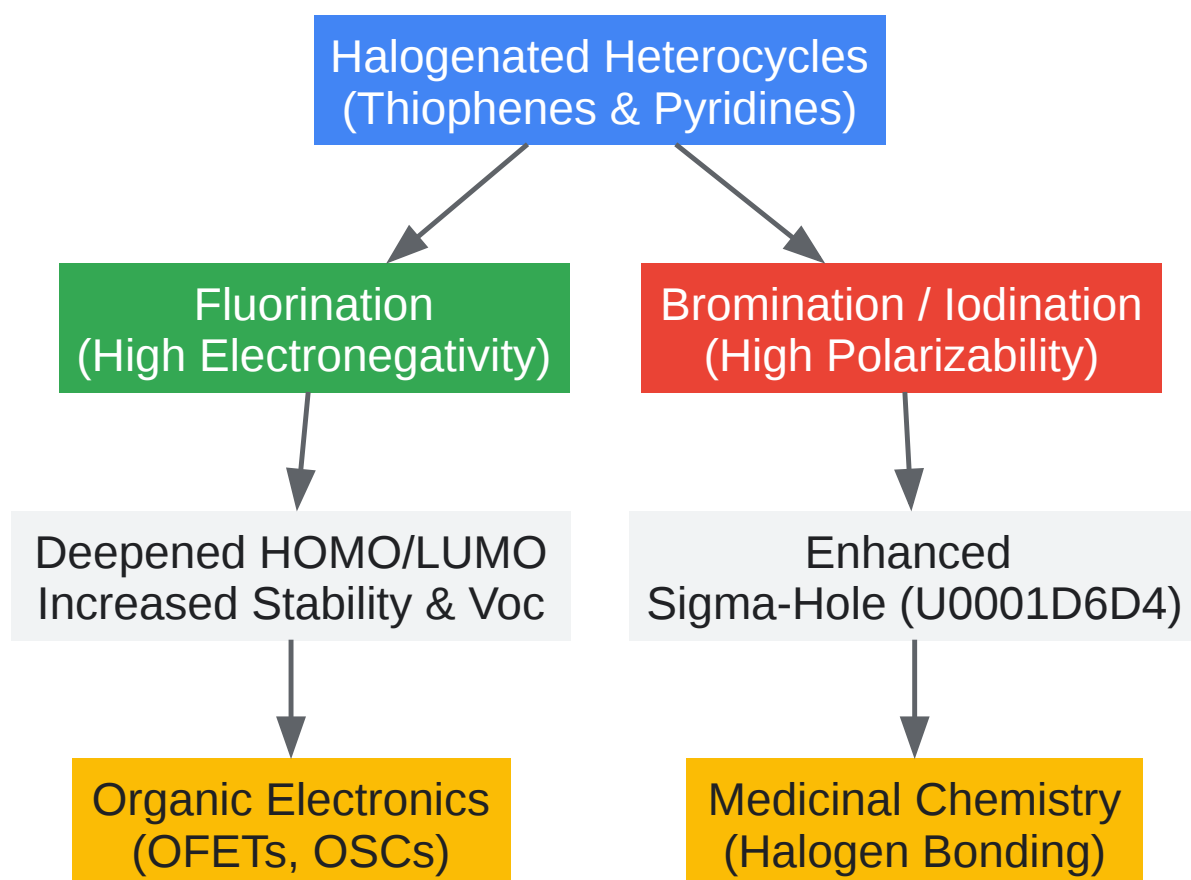 Halogenated Heterocycles
(Thiophenes & Pyridines)
Fluorination
(High Electronegativity)
Bromination / Iodination
(High Polarizability)
Deepened HOMO/LUMO
Increased Stability & Voc
Enhanced
Sigma-Hole (U0001D6D4)
Organic Electronics
(OFETs, OSCs)
Medicinal Chemistry
(Halogen Bonding)